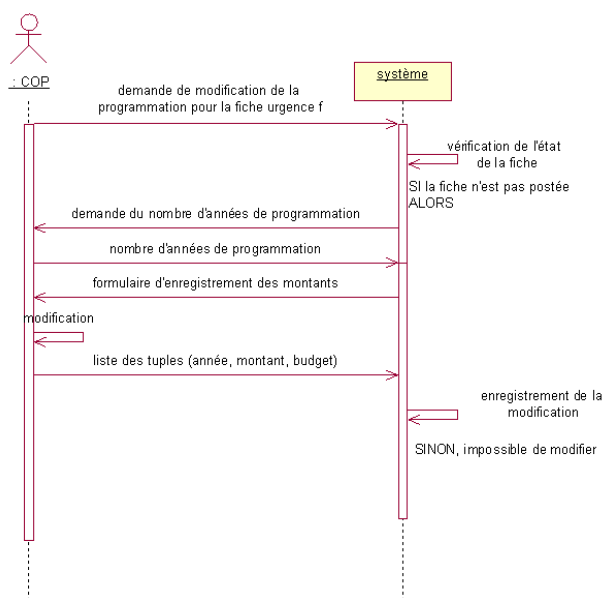 : COP
système
demande de modification de la
programmation pour la fiche urgence f
vérification de l'état
de la fiche
SI la fiche n'est pas postée
ALORS
demande du nombre d'années de programmation
nombre d'années de programmation
formulaire d'enregistrement des montants
modification
liste des tuples (année, montant, budget)
enregistrement de la
modification
SINON, impossible de modifier